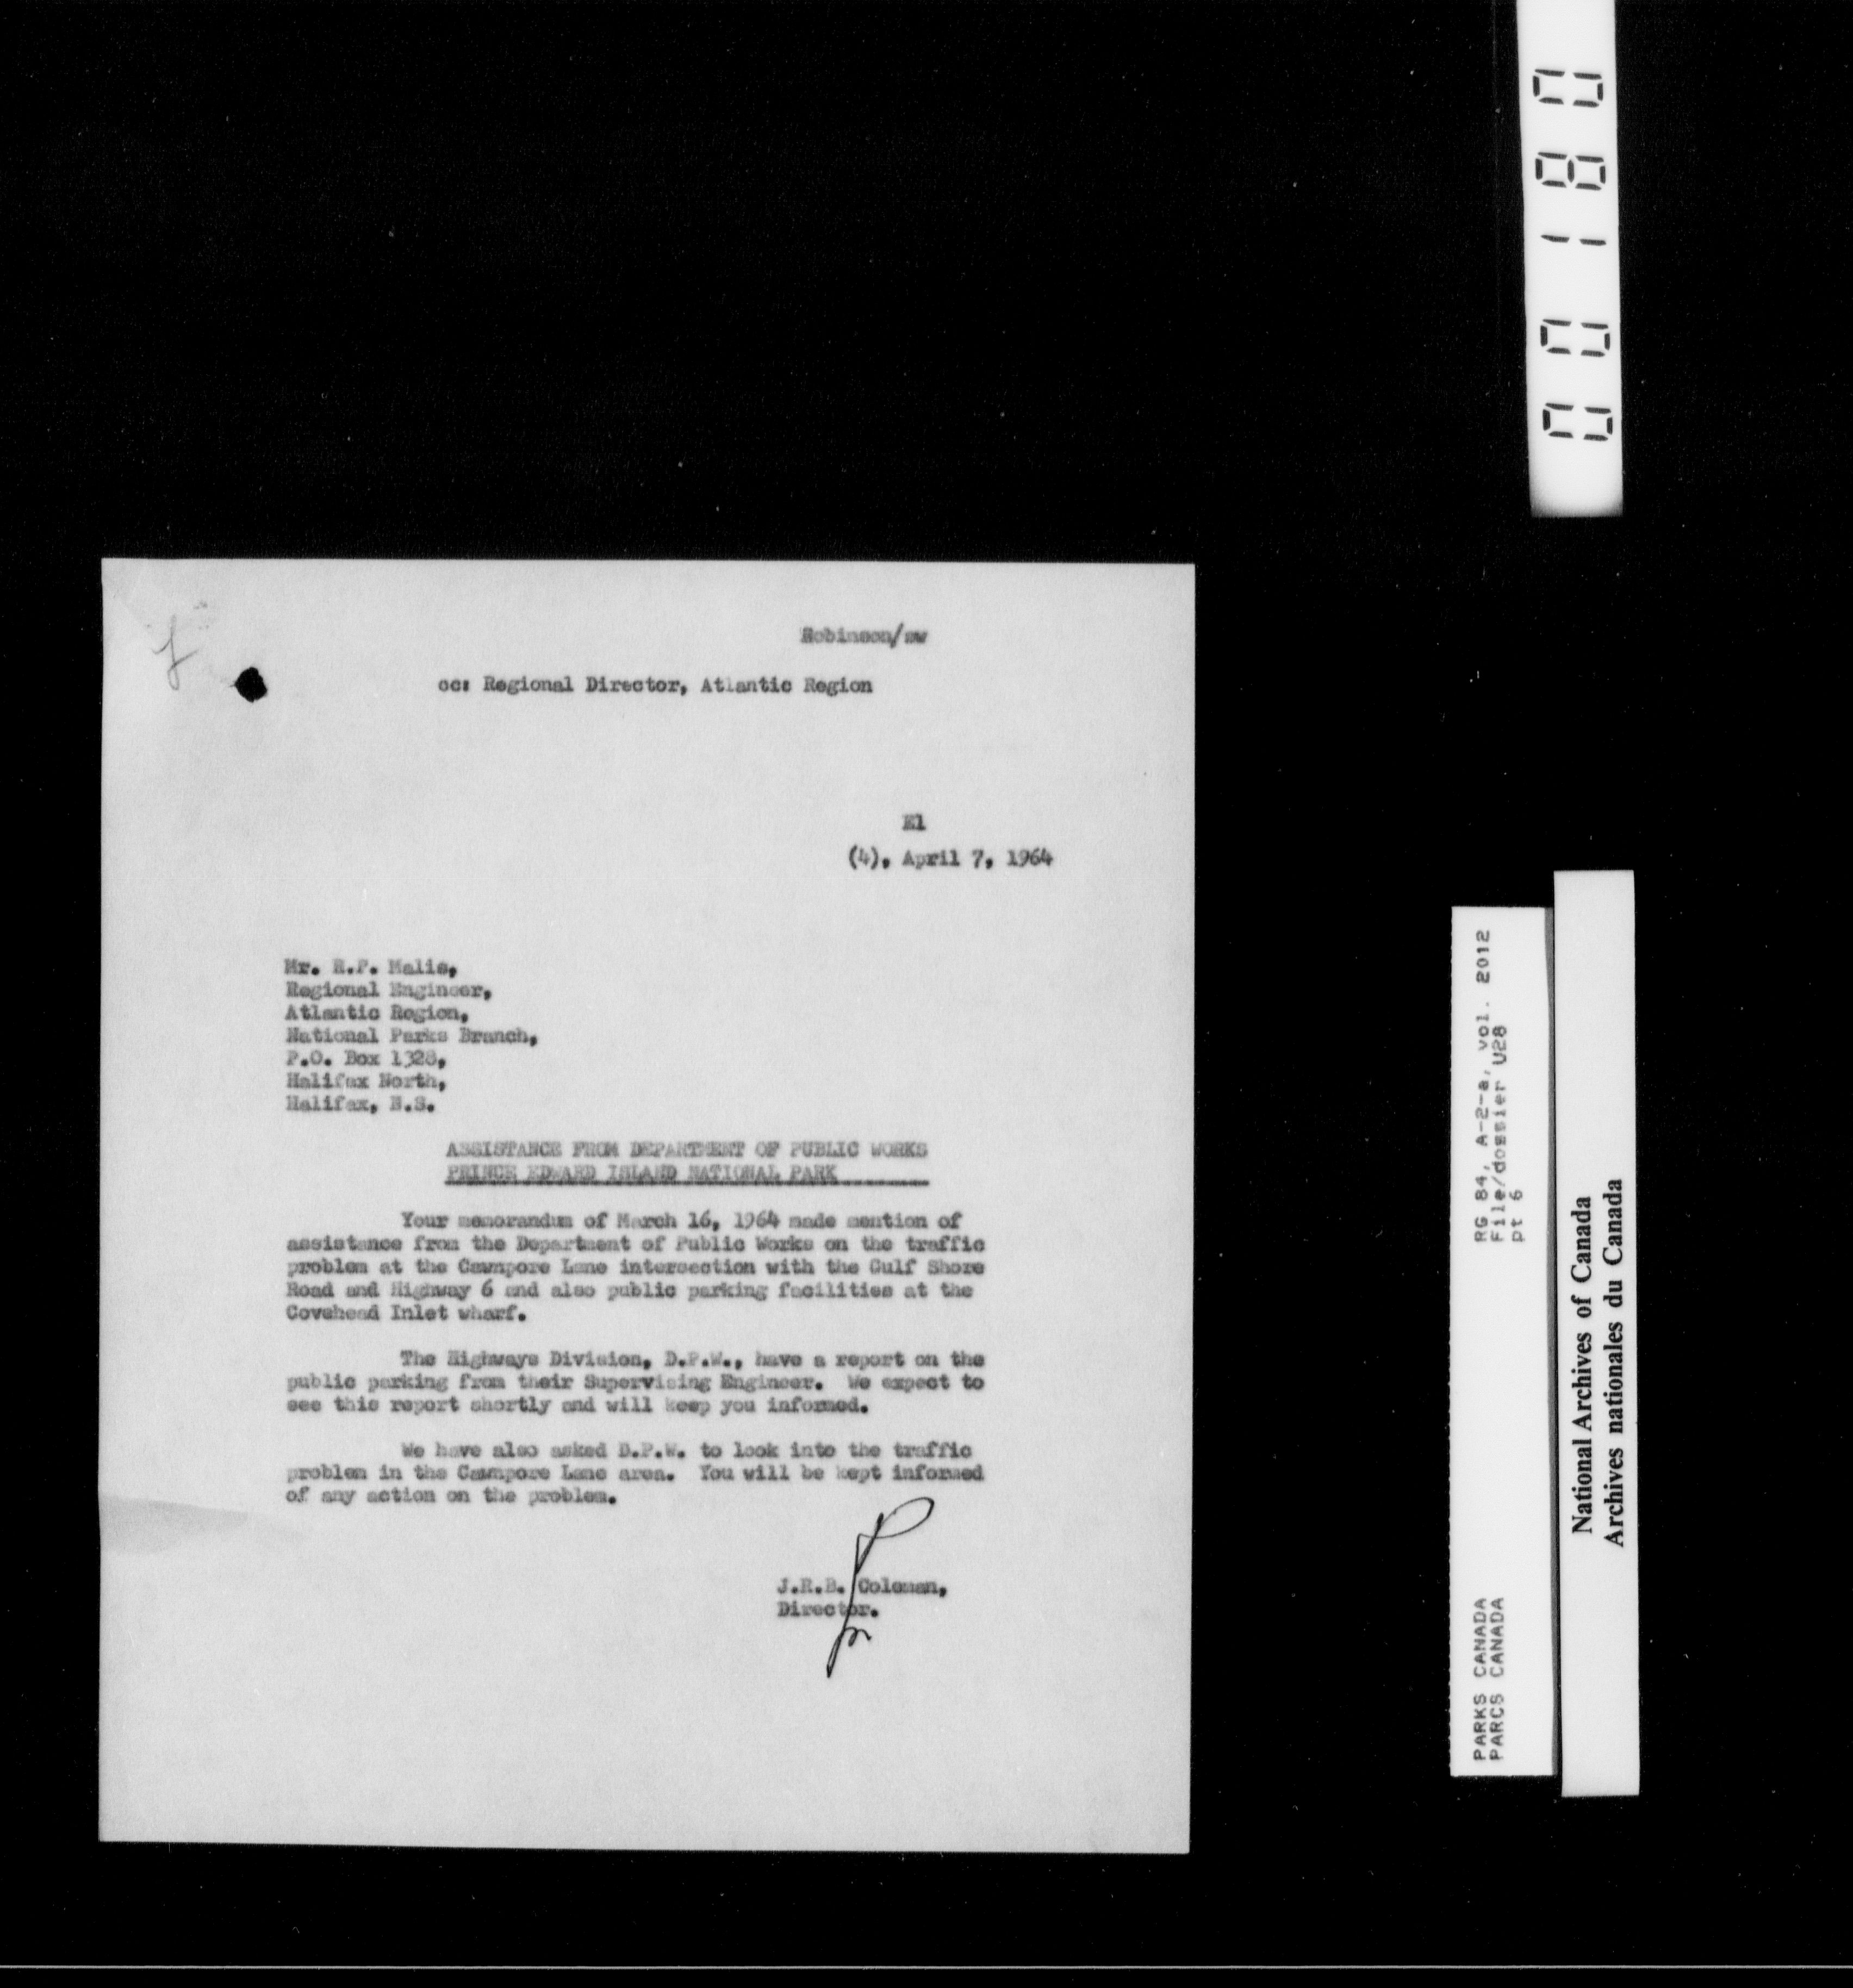 Robinson/mw
cc: Regional Director, Atlantic Region
E1
(4), April 7, 1964
Mr. R.P. Malis,
Regional Engineer,
Atlantic Region,
National Parks Branch,
P.O. Box 1328,
Halifax North,
Halifax, N.S.
ASSISTANCE FROM DEPARTMENT OF PUBLIC WORKS
PRINCE EDWARD ISLAND NATIONAL PARK
Your memorandum of March 16, 1964 made mention of
assistance from the Department of Public Works on the traffic
problem at the Cawnpore Lane intersection with the Gulf Shore
Road and Highway 6 and also public parking facilities at the
Covehead Inlet wharf.
The Highways Division, D.P.W., have a report on the
public parking from their Supervising Engineer. We expect to
see this report shortly and will keep you informed.
We have also asked D.P.W. to look into the traffic
problem in the Cawnpore Lane area. You will be kept informed
of any action on the problem.
J.R.B. Coleman,
Director.
00180
RG 84, A-2-a, vol. 2012
File/dossier U28
pt 6
PARKS CANADA
PARCS CANADA
National Archives of Canada
Archives nationales du Canada